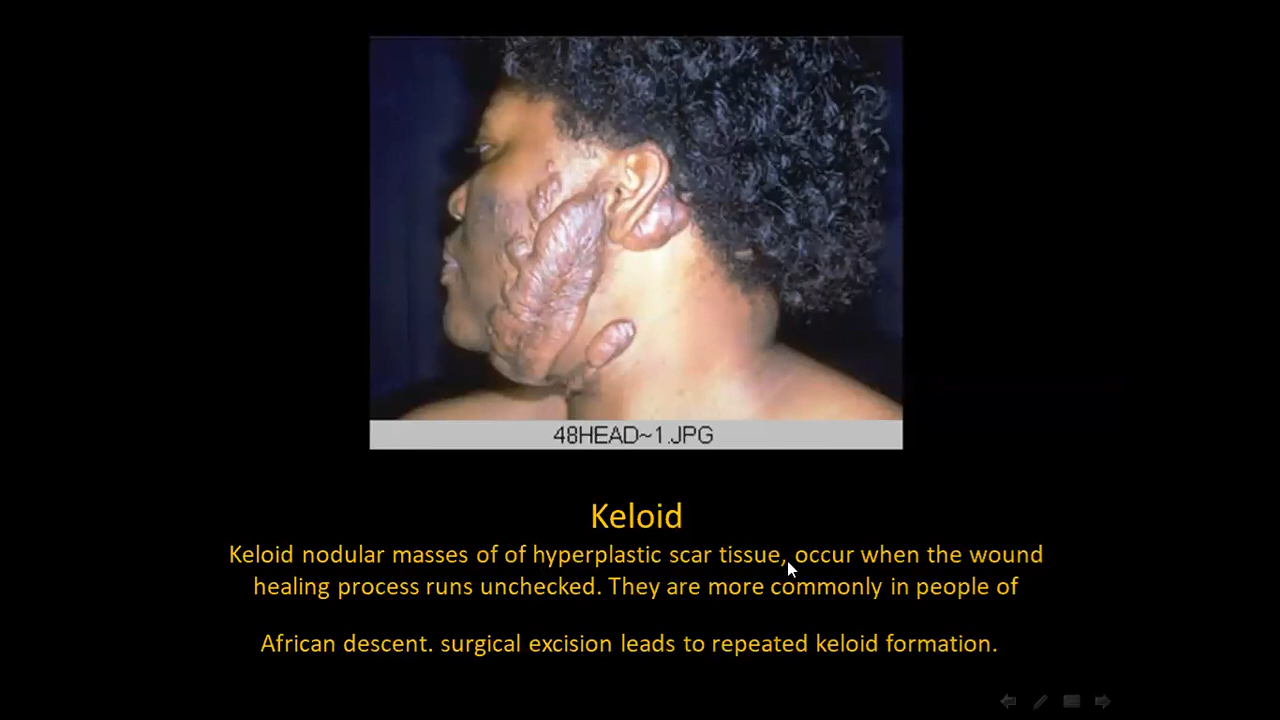 48HEAD~1.JPG
Keloid
Keloid nodular masses of of hyperplastic scar tissue, occur when the wound
healing process runs unchecked. They are more commonly in people of
African descent. surgical excision leads to repeated keloid formation.